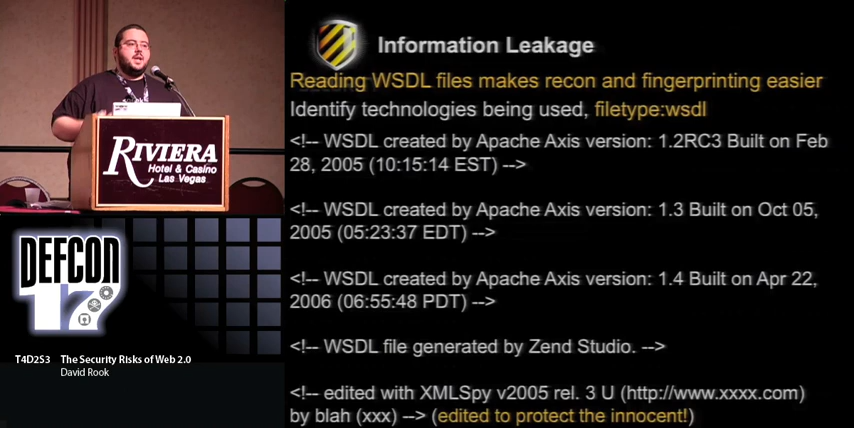 Information Leakage
Reading WSDL files makes recon and fingerprinting easier
Identify technologies being used, filetype:wsdl
<!-- WSDL created by Apache Axis version: 1.2RC3 Built on Feb
28, 2005 (10:15:14 EST) -->
<!-- WSDL created by Apache Axis version: 1.3 Built on Oct 05,
2005 (05:23:37 EDT) -->
<!-- WSDL created by Apache Axis version: 1.4 Built on Apr 22,
2006 (06:55:48 PDT) -->
<!-- WSDL file generated by Zend Studio. -->
<!-- edited with XMLSpy v2005 rel. 3 U (http://www.xxxx.com)
by blah (xxx) --> (edited to protect the innocent!)
RIVIERA
Hotel & Casino
Las Vegas
DEFCON
17
T4D2S3 The Security Risks of Web 2.0
David Rook